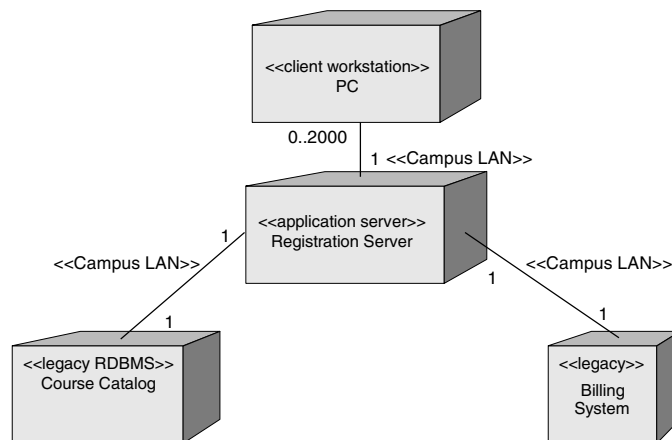 <<client workstation>>
PC
0..2000
1 <<Campus LAN>>
<<application server>>
Registration Server
1
<<Campus LAN>>
1
<<Campus LAN>>
1
1
<<legacy RDBMS>>
Course Catalog
<<legacy>>
Billing
System